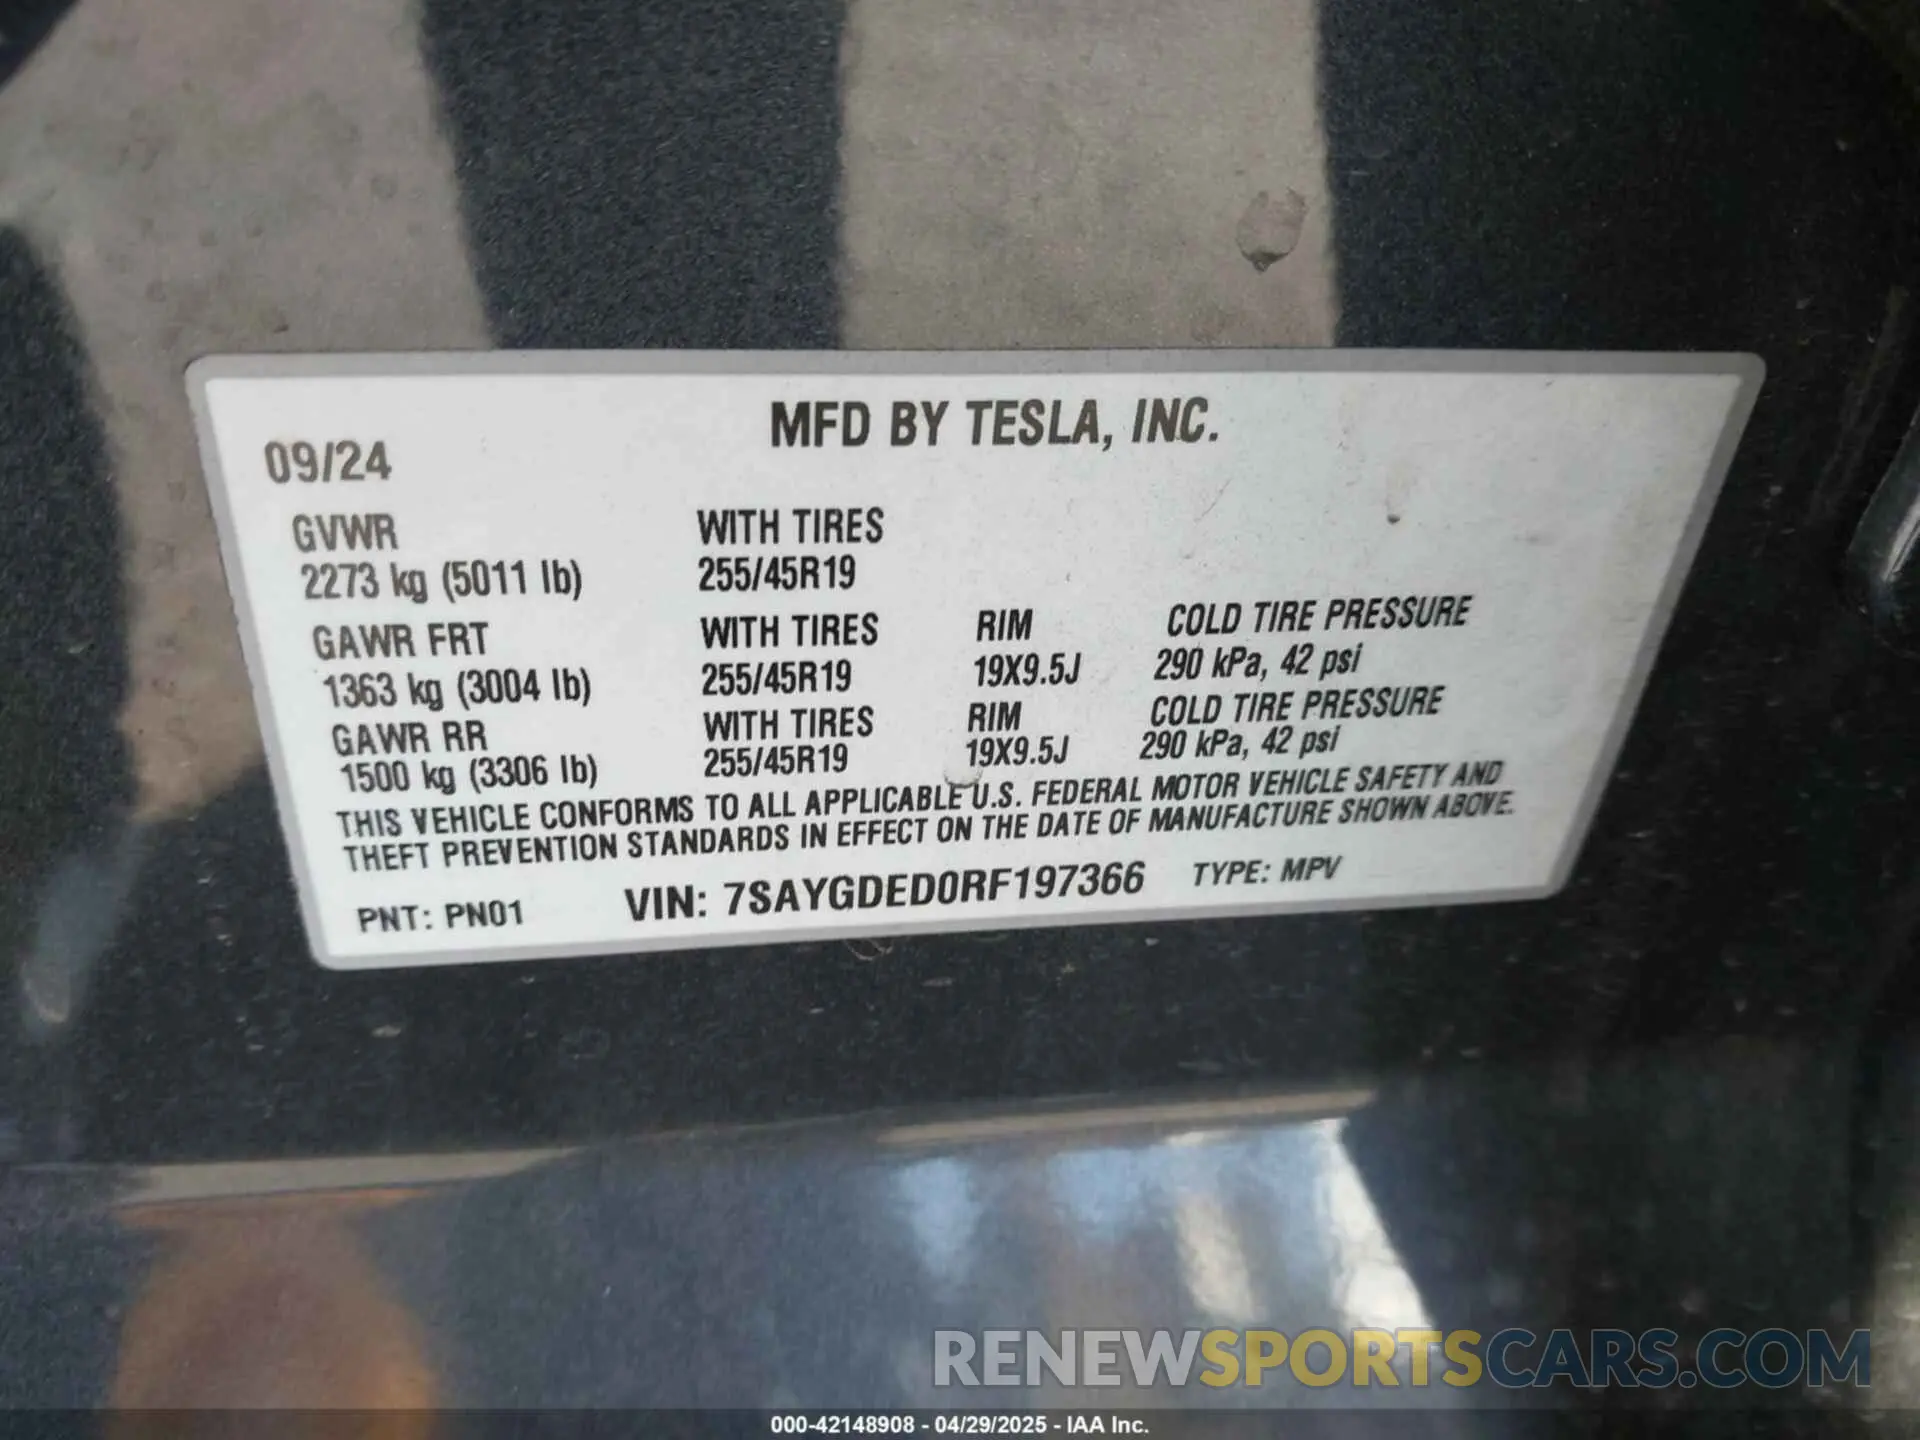 MFD BY TESLA, INC.
09/24
GVWR WITH TIRES
2273 kg (5011 lb) 255/45R19
GAWR FRT WITH TIRES RIM COLD TIRE PRESSURE
1363 kg (3004 lb) 255/45R19 19X9.5J 290 kPa, 42 psi
GAWR RR WITH TIRES RIM COLD TIRE PRESSURE
1500 kg (3306 lb) 255/45R19 19X9.5J 290 kPa, 42 psi
THIS VEHICLE CONFORMS TO ALL APPLICABLE U.S. FEDERAL MOTOR VEHICLE SAFETY AND
THEFT PREVENTION STANDARDS IN EFFECT ON THE DATE OF MANUFACTURE SHOWN ABOVE.
PNT: PN01 VIN: 7SAYGDED0RF197366 TYPE: MPV
RENEWSPORTSCARS.COM
000-42148908 - 04/29/2025 - IAA Inc.